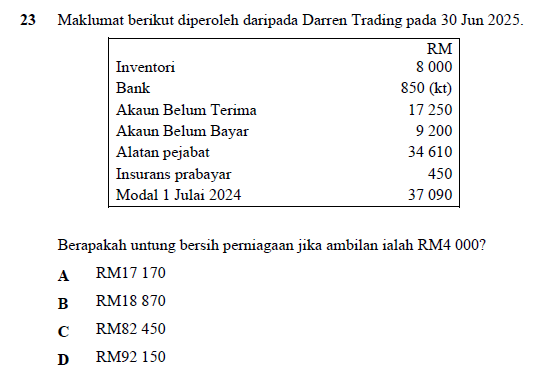 23 Maklumat berikut diperoleh daripada Darren Trading pada 30 Jun 2025.
RM
Inventori 8 000
Bank 850 (kt)
Akaun Belum Terima 17 250
Akaun Belum Bayar 9 200
Alatan pejabat 34 610
Insurans prabayar 450
Modal 1 Julai 2024 37 090
Berapakah untung bersih perniagaan jika ambilan ialah RM4 000?
A RM17 170
B RM18 870
C RM82 450
D RM92 150